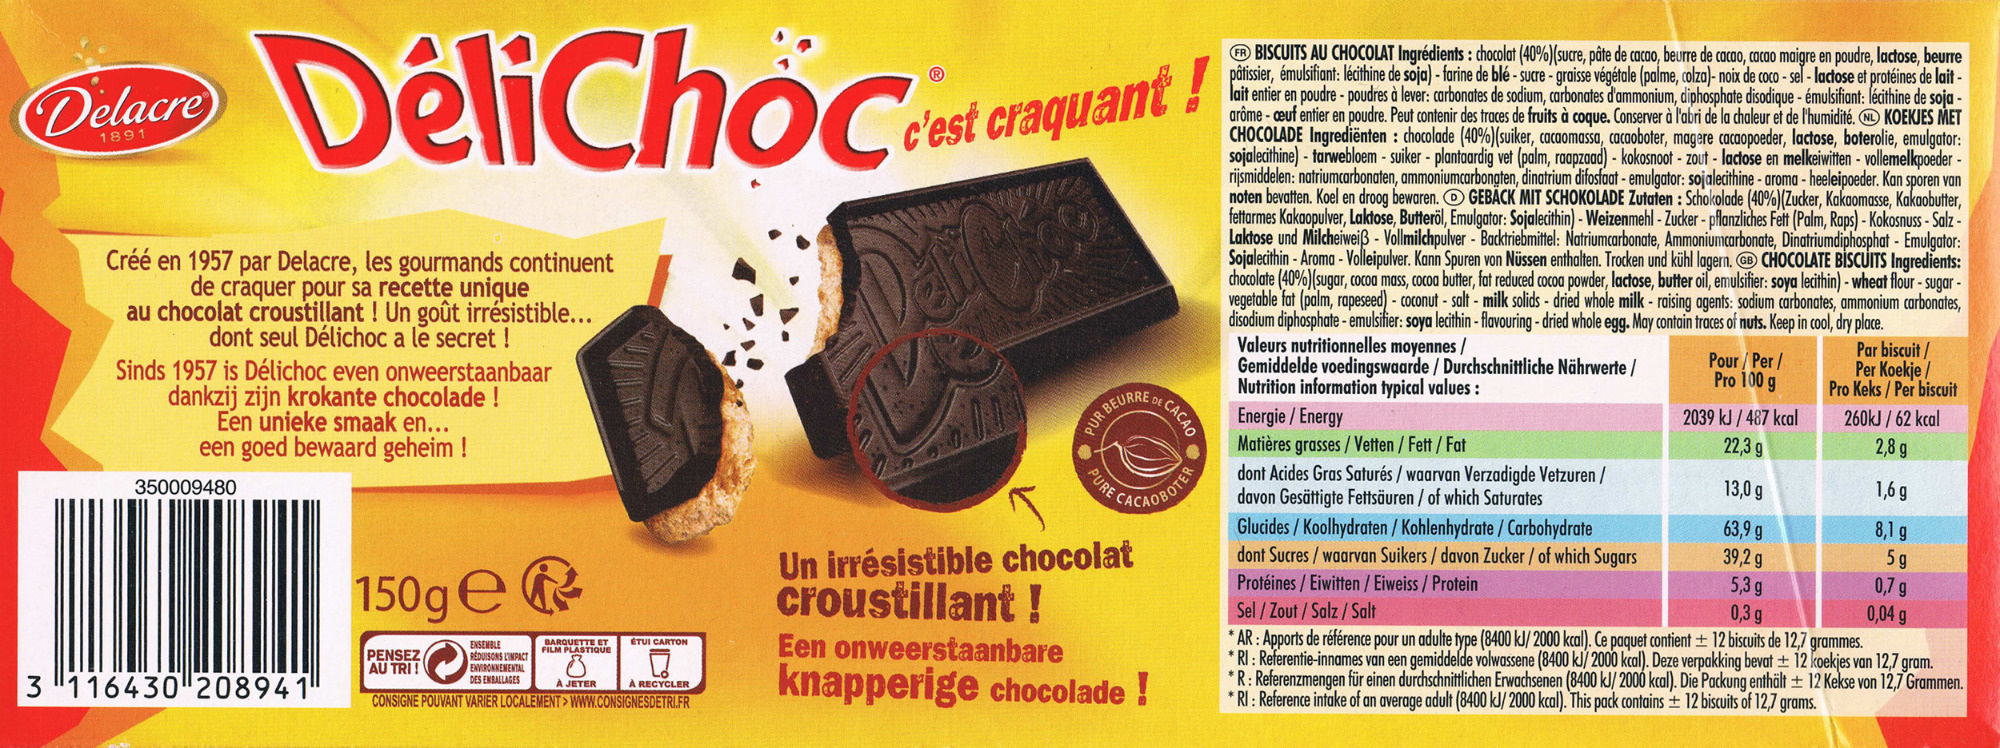 Delacre
1891
DéliChoc®
c'est craquant !
Créé en 1957 par Delacre, les gourmands continuent
de craquer pour sa recette unique
au chocolat croustillant ! Un goût irrésistible...
dont seul Délichoc a le secret !
Sinds 1957 is Délichoc even onweerstaanbaar
dankzij zijn krokante chocolade !
Een unieke smaak en...
een goed bewaard geheim !
350009480
3 116430 208941
150g e
PENSEZ
AU TRI !
ENSEMBLE
RÉDUISONS L'IMPACT
ENVIRONNEMENTAL
DES EMBALLAGES
BARQUETTE ET
FILM PLASTIQUE
À JETER
ÉTUI CARTON
À RECYCLER
CONSIGNE POUVANT VARIER LOCALEMENT > WWW.CONSIGNESDETRI.FR
DéliChoc
PUR BEURRE DE CACAO
PURE CACAOBOTER
Un irrésistible chocolat
croustillant !
Een onweerstaanbare
knapperige chocolade !
FR BISCUITS AU CHOCOLAT Ingrédients : chocolat (40%)(sucre, pâte de cacao, beurre de cacao, cacao maigre en poudre, lactose, beurre
pâtissier, émulsifiant: lécithine de soja) - farine de blé - sucre - graisse végétale (palme, colza)- noix de coco - sel - lactose et protéines de lait -
lait entier en poudre - poudres à lever: carbonates de sodium, carbonates d'ammonium, diphosphate disodique - émulsifiant: lécithine de soja -
arôme - œuf entier en poudre. Peut contenir des traces de fruits à coque. Conserver à l'abri de la chaleur et de l'humidité. NL KOEKJES MET
CHOCOLADE Ingrediënten : chocolade (40%)(suiker, cacaomassa, cacaoboter, magere cacaopoeder, lactose, boterolie, emulgator:
sojalecithine) - tarwebloem - suiker - plantaardig vet (palm, raapzaad) - kokosnoot - zout - lactose en melkeiwitten - vollemelkpoeder -
rijsmiddelen: natriumcarbonaten, ammoniumcarbonaten, dinatrium difosfaat - emulgator: sojalecithine - aroma - heeleipoeder. Kan sporen van
noten bevatten. Koel en droog bewaren. D GEBÄCK MIT SCHOKOLADE Zutaten : Schokolade (40%)(Zucker, Kakaomasse, Kakaobutter,
fettarmes Kakaopulver, Laktose, Butteröl, Emulgator: Sojalecithin) - Weizenmehl - Zucker - pflanzliches Fett (Palm, Raps) - Kokosnuss - Salz -
Laktose und Milcheiweiß - Vollmilchpulver - Backtriebmittel: Natriumcarbonate, Ammoniumcarbonate, Dinatriumdiphosphat - Emulgator:
Sojalecithin - Aroma - Volleipulver. Kann Spuren von Nüssen enthalten. Trocken und kühl lagern. GB CHOCOLATE BISCUITS Ingredients:
chocolate (40%)(sugar, cocoa mass, cocoa butter, fat reduced cocoa powder, lactose, butter oil, emulsifier: soya lecithin) - wheat flour - sugar -
vegetable fat (palm, rapeseed) - coconut - salt - milk solids - dried whole milk - raising agents: sodium carbonates, ammonium carbonates,
disodium diphosphate - emulsifier: soya lecithin - flavouring - dried whole egg. May contain traces of nuts. Keep in cool, dry place.
Valeurs nutritionnelles moyennes /
Gemiddelde voedingswaarde / Durchschnittliche Nährwerte /
Nutrition information typical values :
Pour / Per /
Pro 100 g
Par biscuit /
Per Koekje /
Pro Keks / Per biscuit
Energie / Energy 2039 kJ / 487 kcal 260kJ / 62 kcal
Matières grasses / Vetten / Fett / Fat 22,3 g 2,8 g
dont Acides Gras Saturés / waarvan Verzadigde Vetzuren /
davon Gesättigte Fettsäuren / of which Saturates 13,0 g 1,6 g
Glucides / Koolhydraten / Kohlenhydrate / Carbohydrate 63,9 g 8,1 g
dont Sucres / waarvan Suikers / davon Zucker / of which Sugars 39,2 g 5 g
Protéines / Eiwitten / Eiweiss / Protein 5,3 g 0,7 g
Sel / Zout / Salz / Salt 0,3 g 0,04 g
* AR : Apports de référence pour un adulte type (8400 kJ/ 2000 kcal). Ce paquet contient ± 12 biscuits de 12,7 grammes.
* RI : Referentie-innames van een gemiddelde volwassene (8400 kJ/ 2000 kcal). Deze verpakking bevat ± 12 koekjes van 12,7 gram.
* R : Referenzmengen für einen durchschnittlichen Erwachsenen (8400 kJ/ 2000 kcal). Die Packung enthält ± 12 Kekse von 12,7 Grammen.
* RI : Reference intake of an average adult (8400 kJ/ 2000 kcal). This pack contains ± 12 biscuits of 12,7 grams.